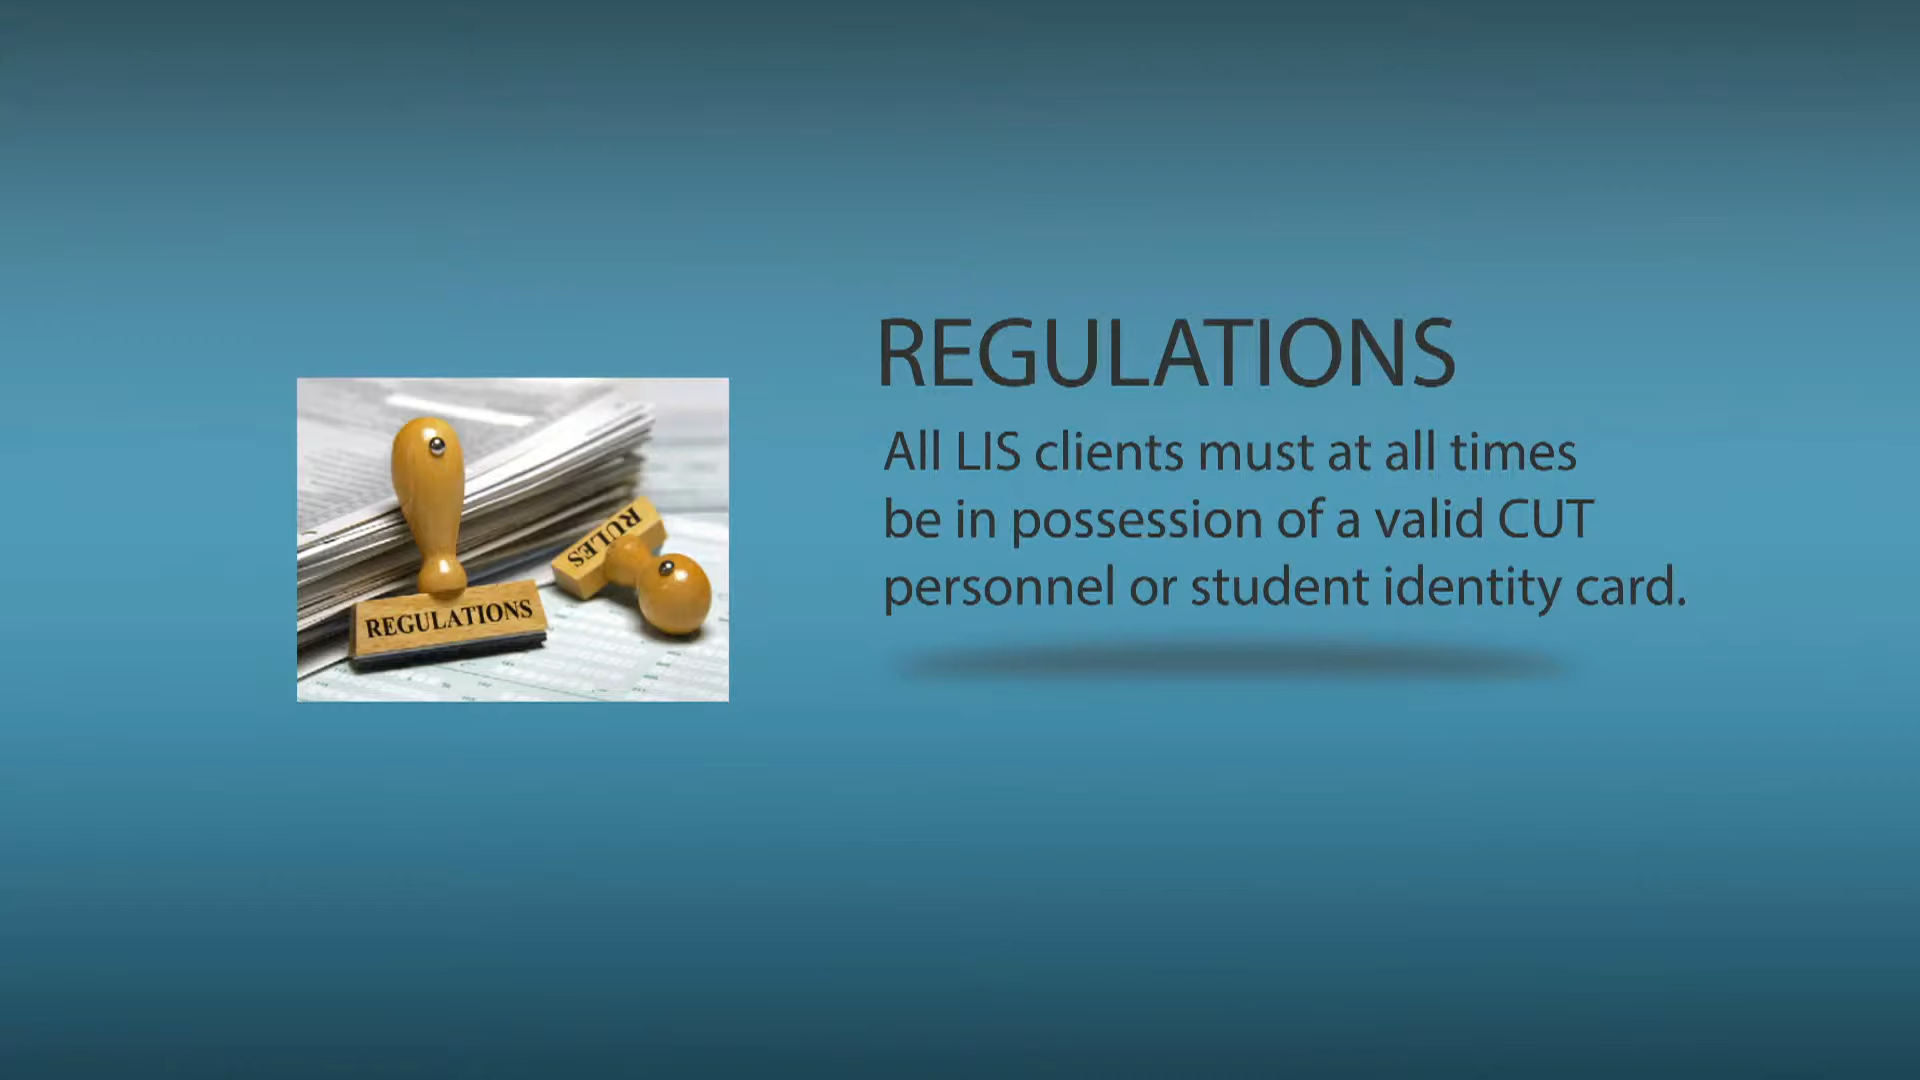 REGULATIONS
All LIS clients must at all times
be in possession of a valid CUT
personnel or student identity card.
RULES
REGULATIONS